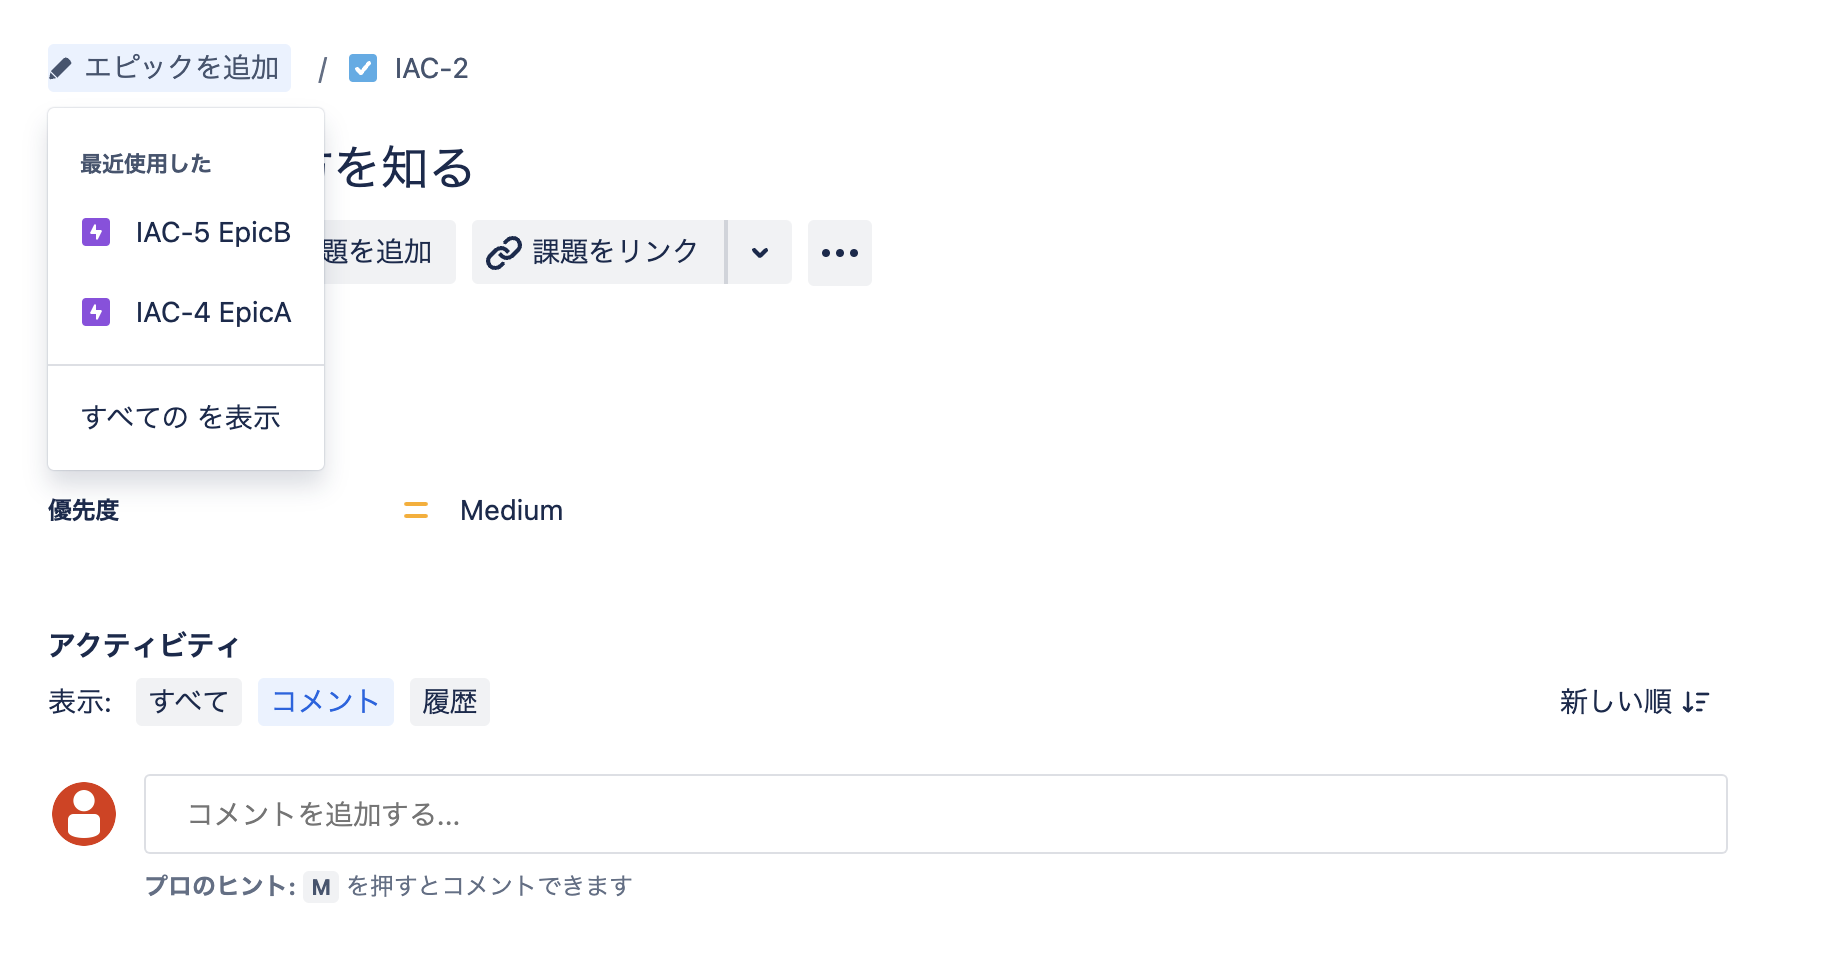 エピックを追加 / IAC-2
最近使用した
を知る
IAC-5 EpicB
題を追加 課題をリンク
IAC-4 EpicA
すべての を表示
優先度 Medium
アクティビティ
表示: すべて コメント 履歴 新しい順
コメントを追加する...
プロのヒント: M を押すとコメントできます